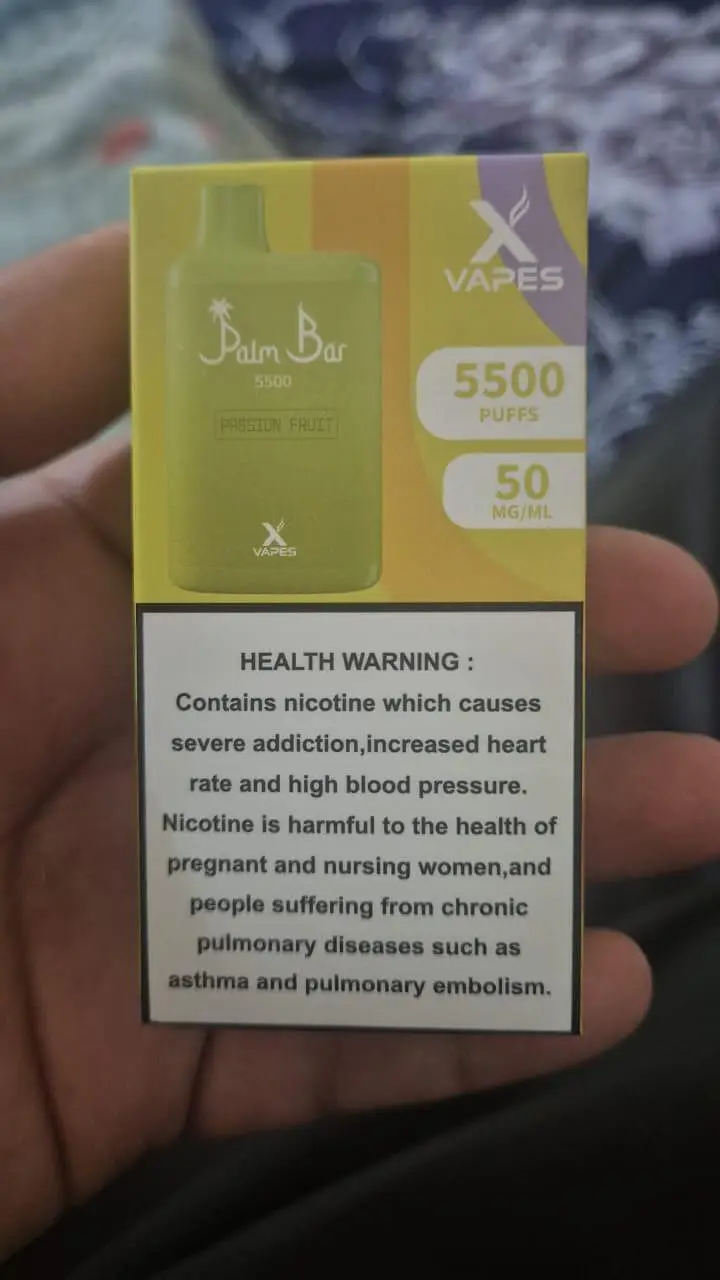 X
VAPES
Palm Bar
5500
PASSION FRUIT
X
VAPES
5500
PUFFS
50
MG/ML
HEALTH WARNING :
Contains nicotine which causes
severe addiction,increased heart
rate and high blood pressure.
Nicotine is harmful to the health of
pregnant and nursing women,and
people suffering from chronic
pulmonary diseases such as
asthma and pulmonary embolism.